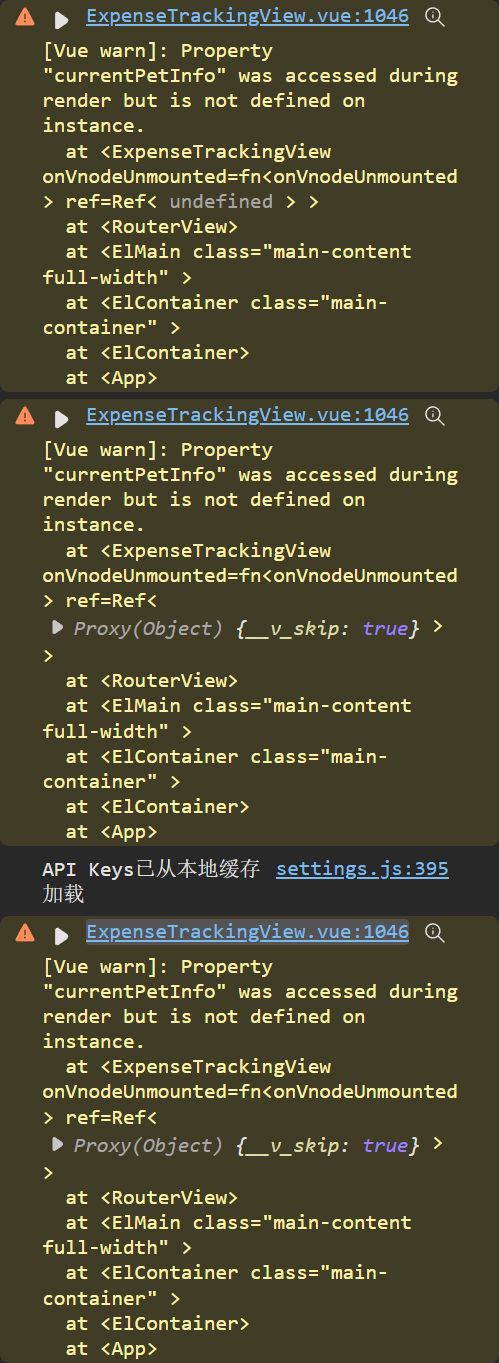 ExpenseTrackingView.vue:1046
[Vue warn]: Property
"currentPetInfo" was accessed during
render but is not defined on
instance.
at <ExpenseTrackingView
onVnodeUnmounted=fn<onVnodeUnmounted
> ref=Ref< undefined > >
at <RouterView>
at <ElMain class="main-content
full-width" >
at <ElContainer class="main-
container" >
at <ElContainer>
at <App>
ExpenseTrackingView.vue:1046
[Vue warn]: Property
"currentPetInfo" was accessed during
render but is not defined on
instance.
at <ExpenseTrackingView
onVnodeUnmounted=fn<onVnodeUnmounted
> ref=Ref<
Proxy(Object) {__v_skip: true} >
>
at <RouterView>
at <ElMain class="main-content
full-width" >
at <ElContainer class="main-
container" >
at <ElContainer>
at <App>
API Keys已从本地缓存 settings.js:395
加载
ExpenseTrackingView.vue:1046
[Vue warn]: Property
"currentPetInfo" was accessed during
render but is not defined on
instance.
at <ExpenseTrackingView
onVnodeUnmounted=fn<onVnodeUnmounted
> ref=Ref<
Proxy(Object) {__v_skip: true} >
>
at <RouterView>
at <ElMain class="main-content
full-width" >
at <ElContainer class="main-
container" >
at <ElContainer>
at <App>